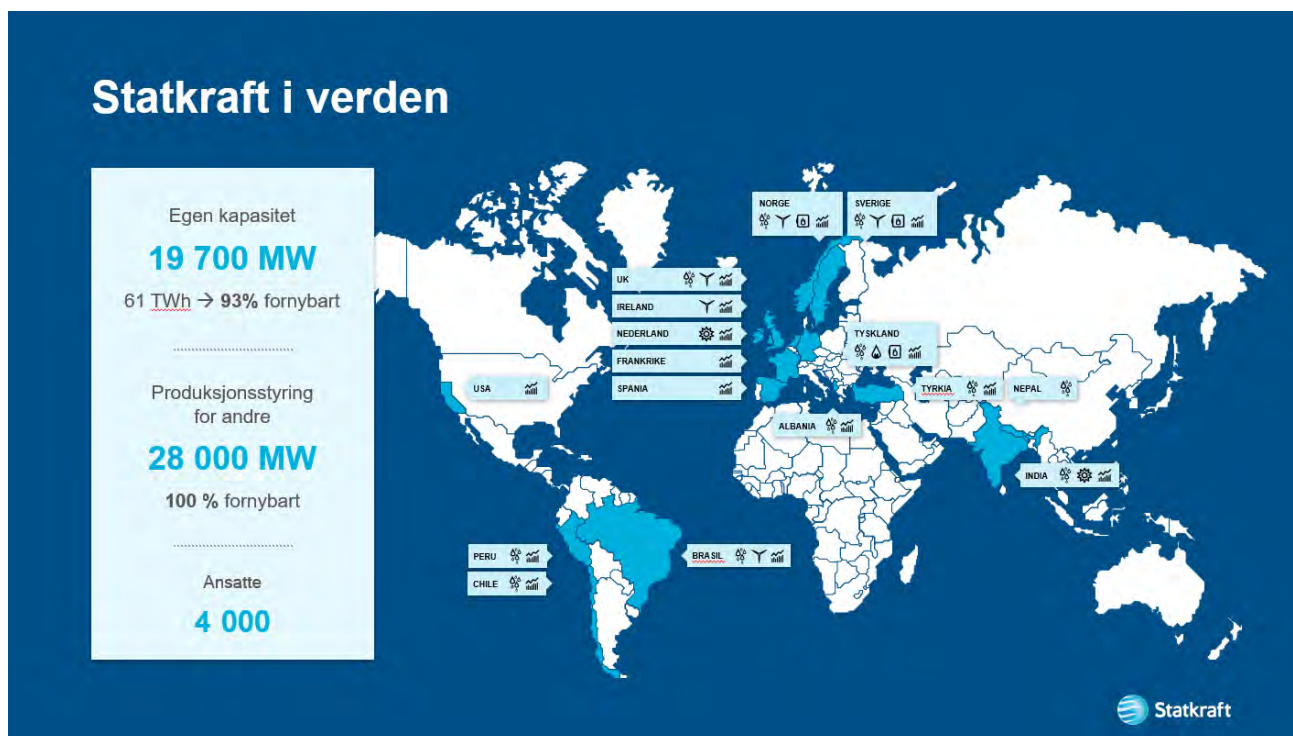 Statkraft i verden
Egen kapasitet
19 700 MW
61 TWh → 93% fornybart
Produksjonsstyring
for andre
28 000 MW
100 % fornybart
Ansatte
4 000
NORGE
SVERIGE
UK
IRELAND
NEDERLAND
FRANKRIKE
SPANIA
TYSKLAND
USA
TYRKIA
NEPAL
ALBANIA
INDIA
PERU
BRASIL
CHILE
Statkraft